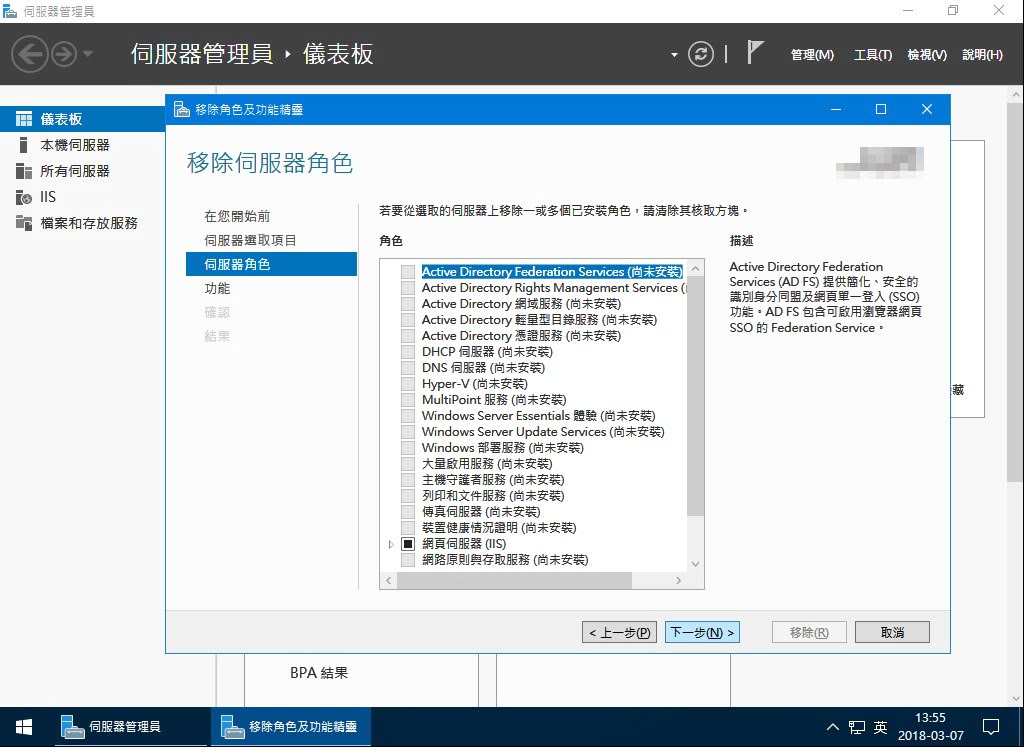 伺服器管理員
伺服器管理員 ‣ 儀表板
管理(M) 工具(T) 檢視(V) 說明(H)
儀表板
本機伺服器
所有伺服器
IIS
檔案和存放服務
移除角色及功能精靈
移除伺服器角色
在您開始前
伺服器選取項目
伺服器角色
功能
確認
結果
若要從選取的伺服器上移除一或多個已安裝角色，請清除其核取方塊。
角色
Active Directory Federation Services (尚未安裝)
Active Directory Rights Management Services (
Active Directory 網域服務 (尚未安裝)
Active Directory 輕量型目錄服務 (尚未安裝)
Active Directory 憑證服務 (尚未安裝)
DHCP 伺服器 (尚未安裝)
DNS 伺服器 (尚未安裝)
Hyper-V (尚未安裝)
MultiPoint 服務 (尚未安裝)
Windows Server Essentials 體驗 (尚未安裝)
Windows Server Update Services (尚未安裝)
Windows 部署服務 (尚未安裝)
大量啟用服務 (尚未安裝)
主機守護者服務 (尚未安裝)
列印和文件服務 (尚未安裝)
傳真伺服器 (尚未安裝)
裝置健康情況證明 (尚未安裝)
網頁伺服器 (IIS)
網路原則與存取服務 (尚未安裝)
描述
Active Directory Federation
Services (AD FS) 提供簡化、安全的
識別身分同盟及網頁單一登入 (SSO)
功能。AD FS 包含可啟用瀏覽器網頁
SSO 的 Federation Service。
藏
< 上一步(P) 下一步(N) > 移除(R) 取消
BPA 結果
伺服器管理員
移除角色及功能精靈
英
13:55
2018-03-07